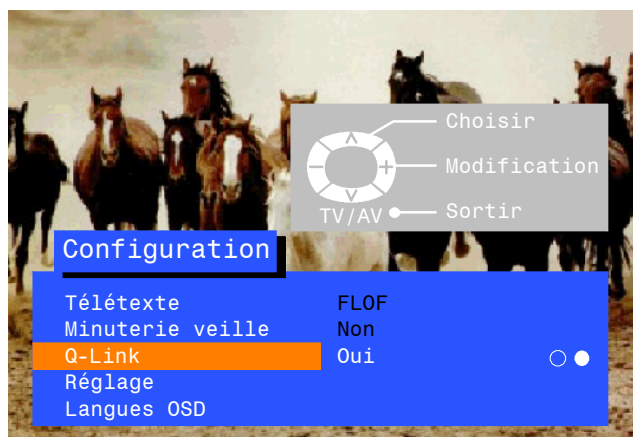 Choisir
Modification
TV/AV Sortir
Configuration
Télétexte FLOF
Minuterie veille Non
Q-Link Oui
Réglage
Langues OSD